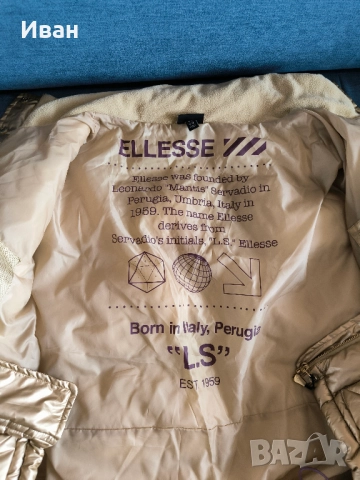 Иван
ELLESSE
Ellesse was founded by
Leonardo "Mantis" Servadio in
Perugia, Umbria, Italy in
1959. The name Ellesse
derives from
Servadio's initials, "L.S," Ellesse
Born in Italy, Perugia
"L.S"
EST 1959
BAZAR
bg